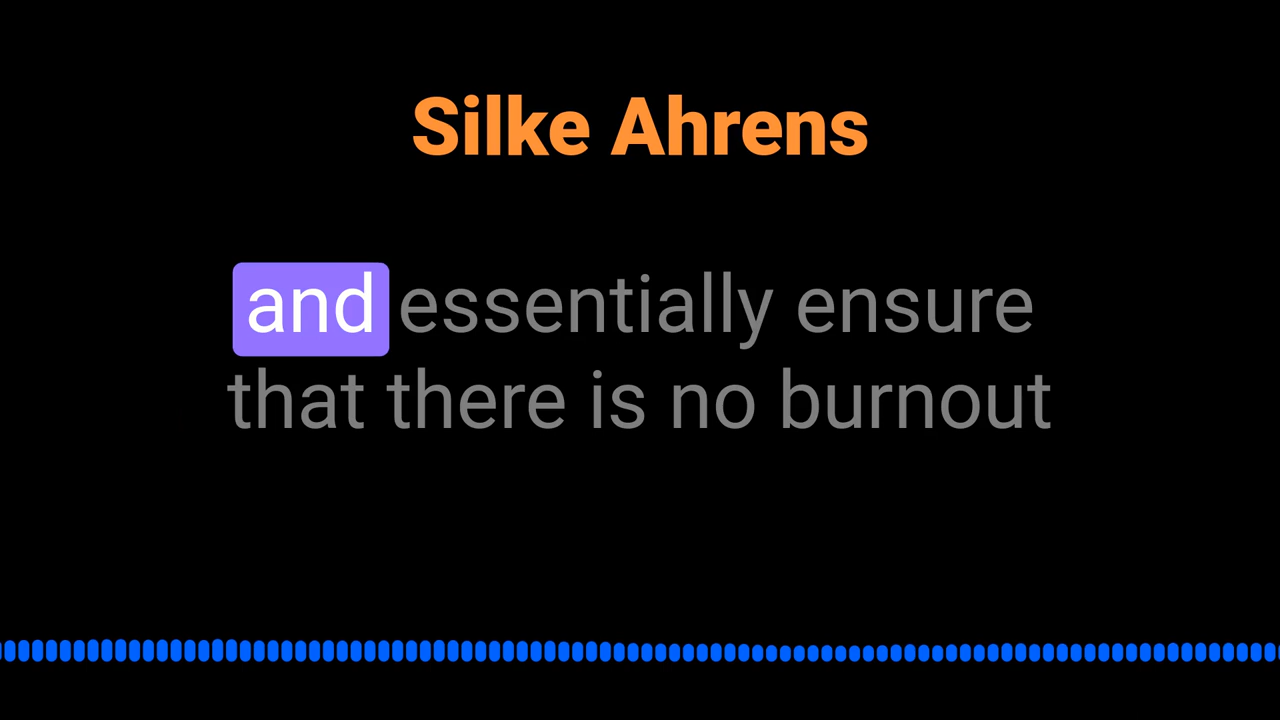 Silke Ahrens
and essentially ensure
that there is no burnout